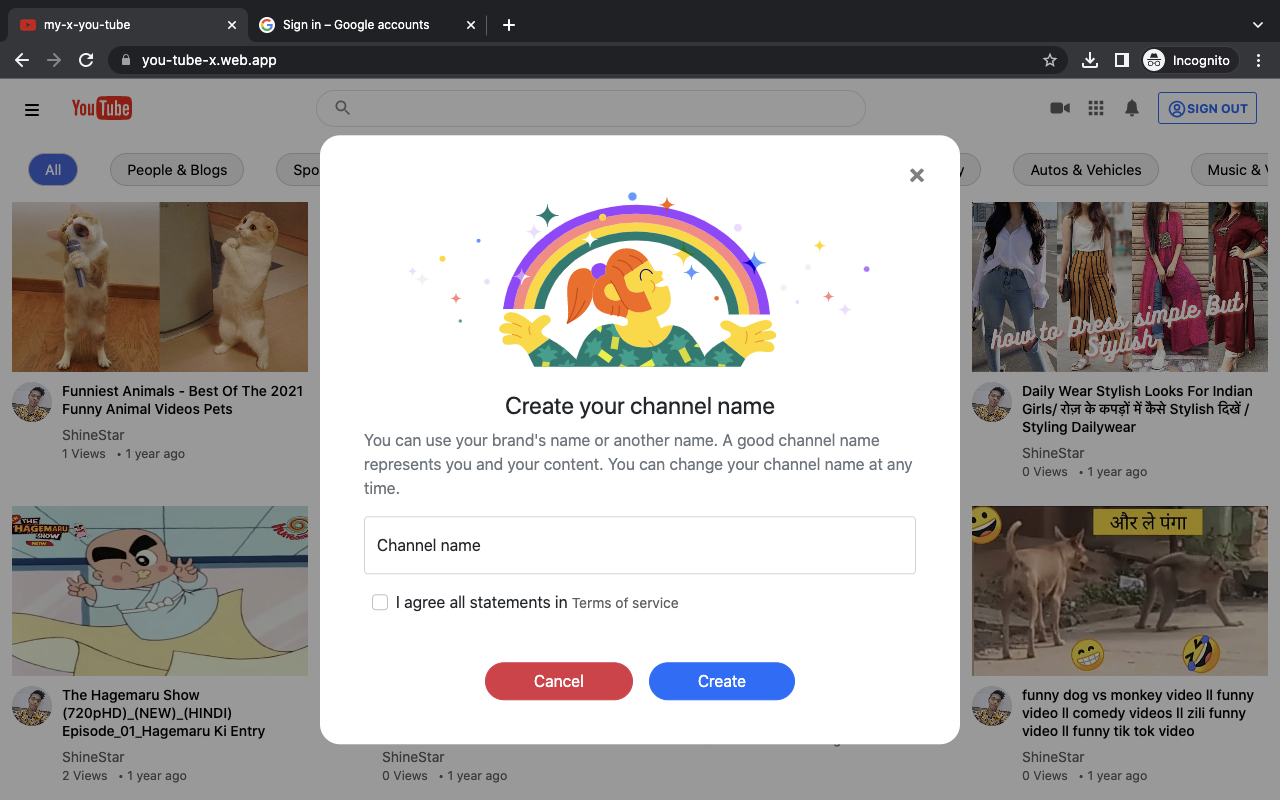 my-x-you-tube
Sign in – Google accounts
you-tube-x.web.app
Incognito
YouTube
SIGN OUT
All
People & Blogs
Spo
y
Autos & Vehicles
Music & V
Create your channel name
You can use your brand's name or another name. A good channel name
represents you and your content. You can change your channel name at any
time.
Channel name
I agree all statements in Terms of service
Cancel
Create
Funniest Animals - Best Of The 2021
Funny Animal Videos Pets
ShineStar
1 Views • 1 year ago
how to Dress simple But
Stylish
Daily Wear Stylish Looks For Indian
Girls/ रोज़ के कपड़ों में कैसे Stylish दिखें /
Styling Dailywear
ShineStar
0 Views • 1 year ago
THE
HAGEMARU
SHOW
NEW
The Hagemaru Show
(720pHD)_(NEW)_(HINDI)
Episode_01_Hagemaru Ki Entry
ShineStar
2 Views • 1 year ago
ShineStar
0 Views • 1 year ago
और ले पंगा
funny dog vs monkey video ll funny
video ll comedy videos ll zili funny
video ll funny tik tok video
ShineStar
0 Views • 1 year ago